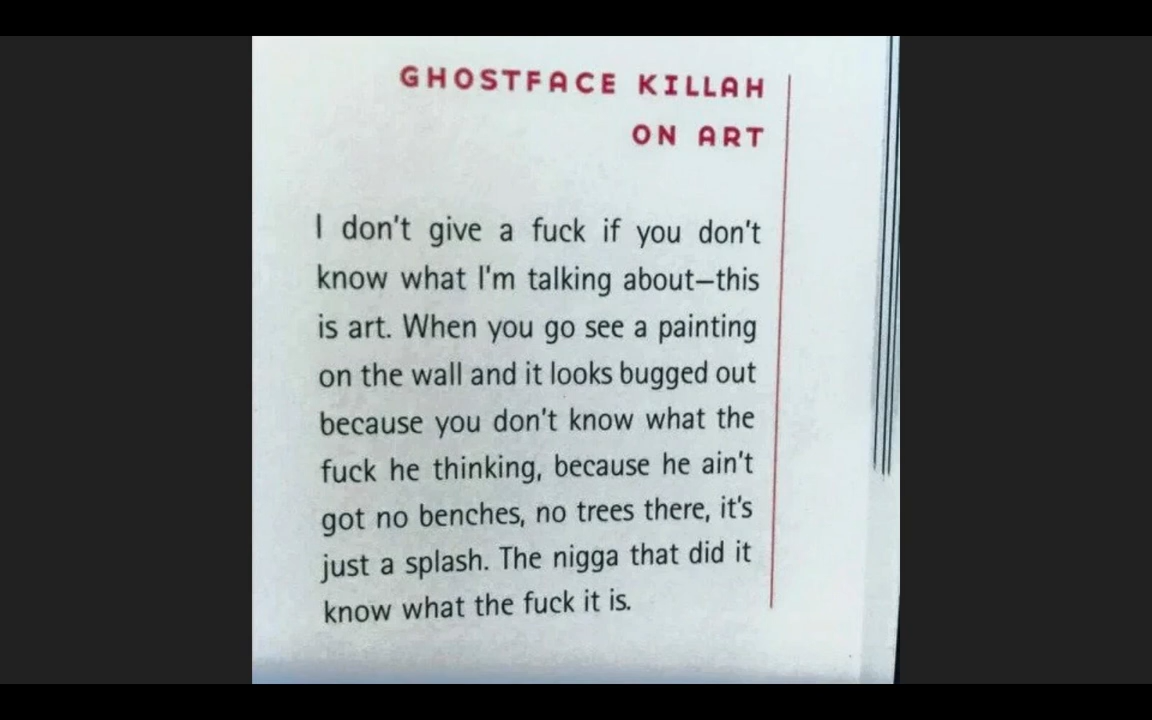 GHOSTFACE KILLAH
ON ART
I don't give a fuck if you don't
know what I'm talking about—this
is art. When you go see a painting
on the wall and it looks bugged out
because you don't know what the
fuck he thinking, because he ain't
got no benches, no trees there, it's
just a splash. The nigga that did it
know what the fuck it is.